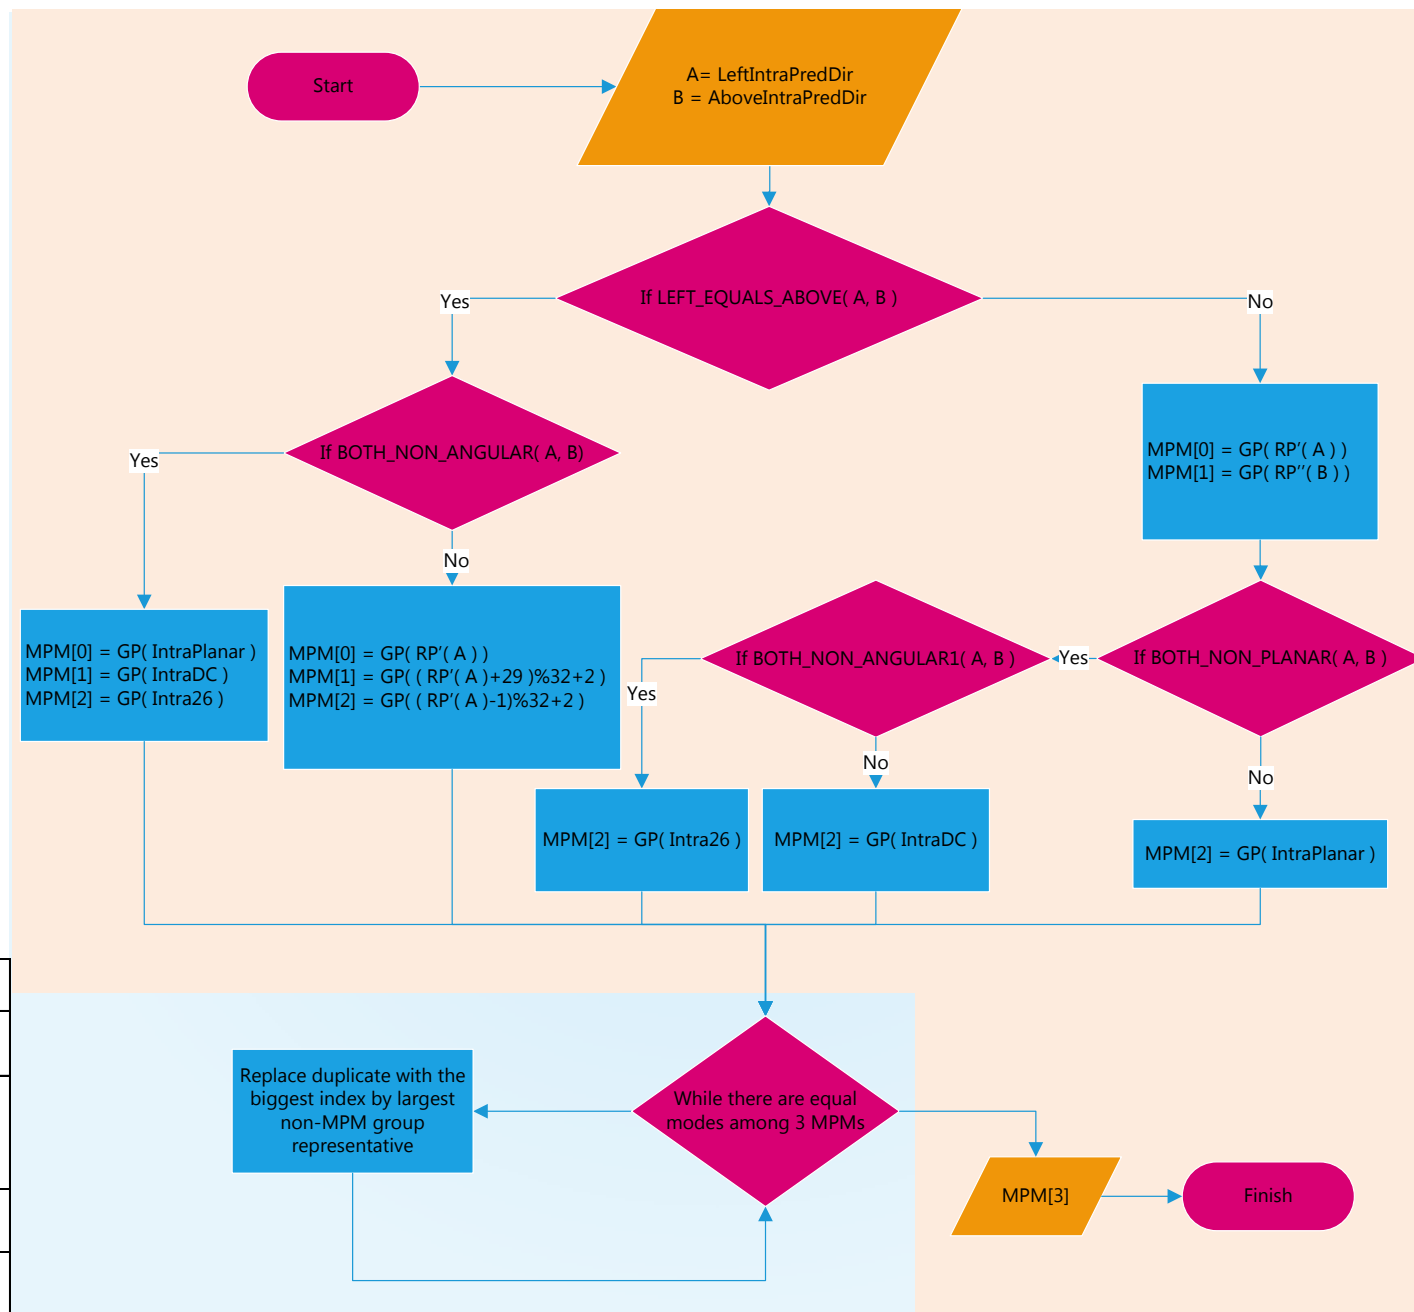 Start
A= LeftIntraPredDir
B = AboveIntraPredDir
If LEFT_EQUALS_ABOVE( A, B )
Yes
No
If BOTH_NON_ANGULAR( A, B)
Yes
No
MPM[0] = GP( RP’( A ) )
MPM[1] = GP( RP’’( B ) )
MPM[0] = GP( IntraPlanar )
MPM[1] = GP( IntraDC )
MPM[2] = GP( Intra26 )
MPM[0] = GP( RP’( A ) )
MPM[1] = GP( ( RP’( A )+29 )%32+2 )
MPM[2] = GP( ( RP’( A )-1)%32+2 )
If BOTH_NON_ANGULAR1( A, B )
Yes
If BOTH_NON_PLANAR( A, B )
Yes
No
No
MPM[2] = GP( Intra26 )
MPM[2] = GP( IntraDC )
MPM[2] = GP( IntraPlanar )
Replace duplicate with the
biggest index by largest
non-MPM group
representative
While there are equal
modes among 3 MPMs
MPM[3]
Finish